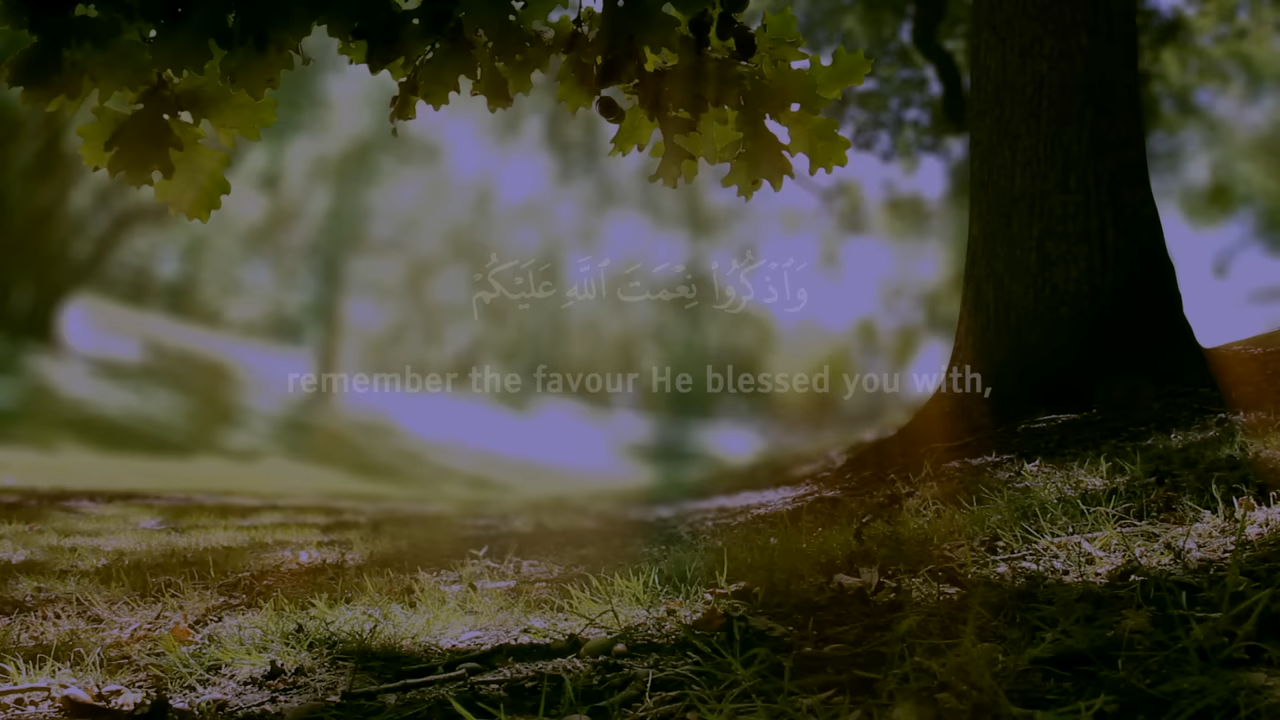 وَٱذۡكُرُواْ نِعۡمَتَ ٱللَّهِ عَلَيۡكُمۡ
remember the favour He blessed you with,